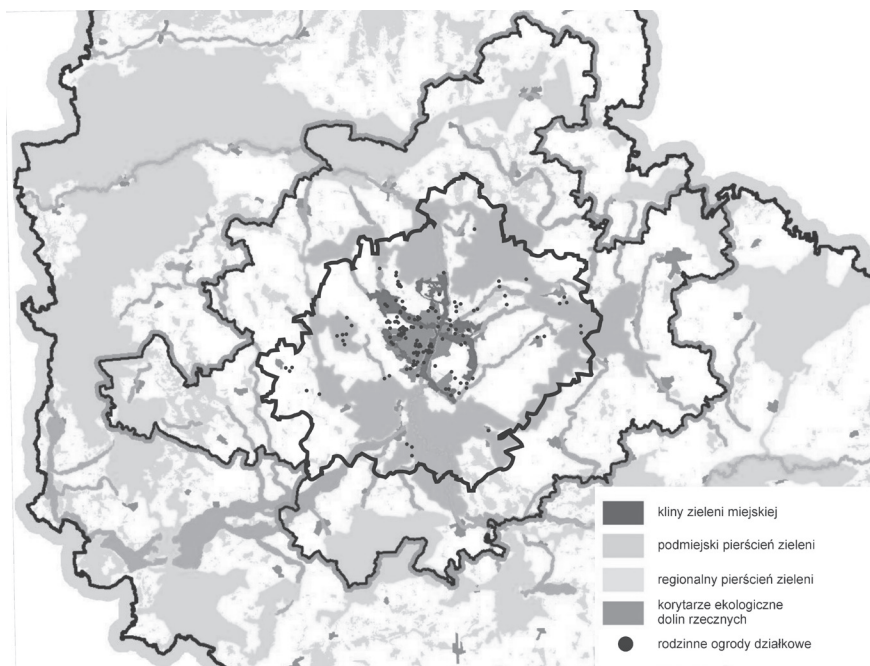 kliny zieleni miejskiej
podmiejski pierścień zieleni
regionalny pierścień zieleni
korytarze ekologiczne
dolin rzecznych
rodzinne ogrody działkowe